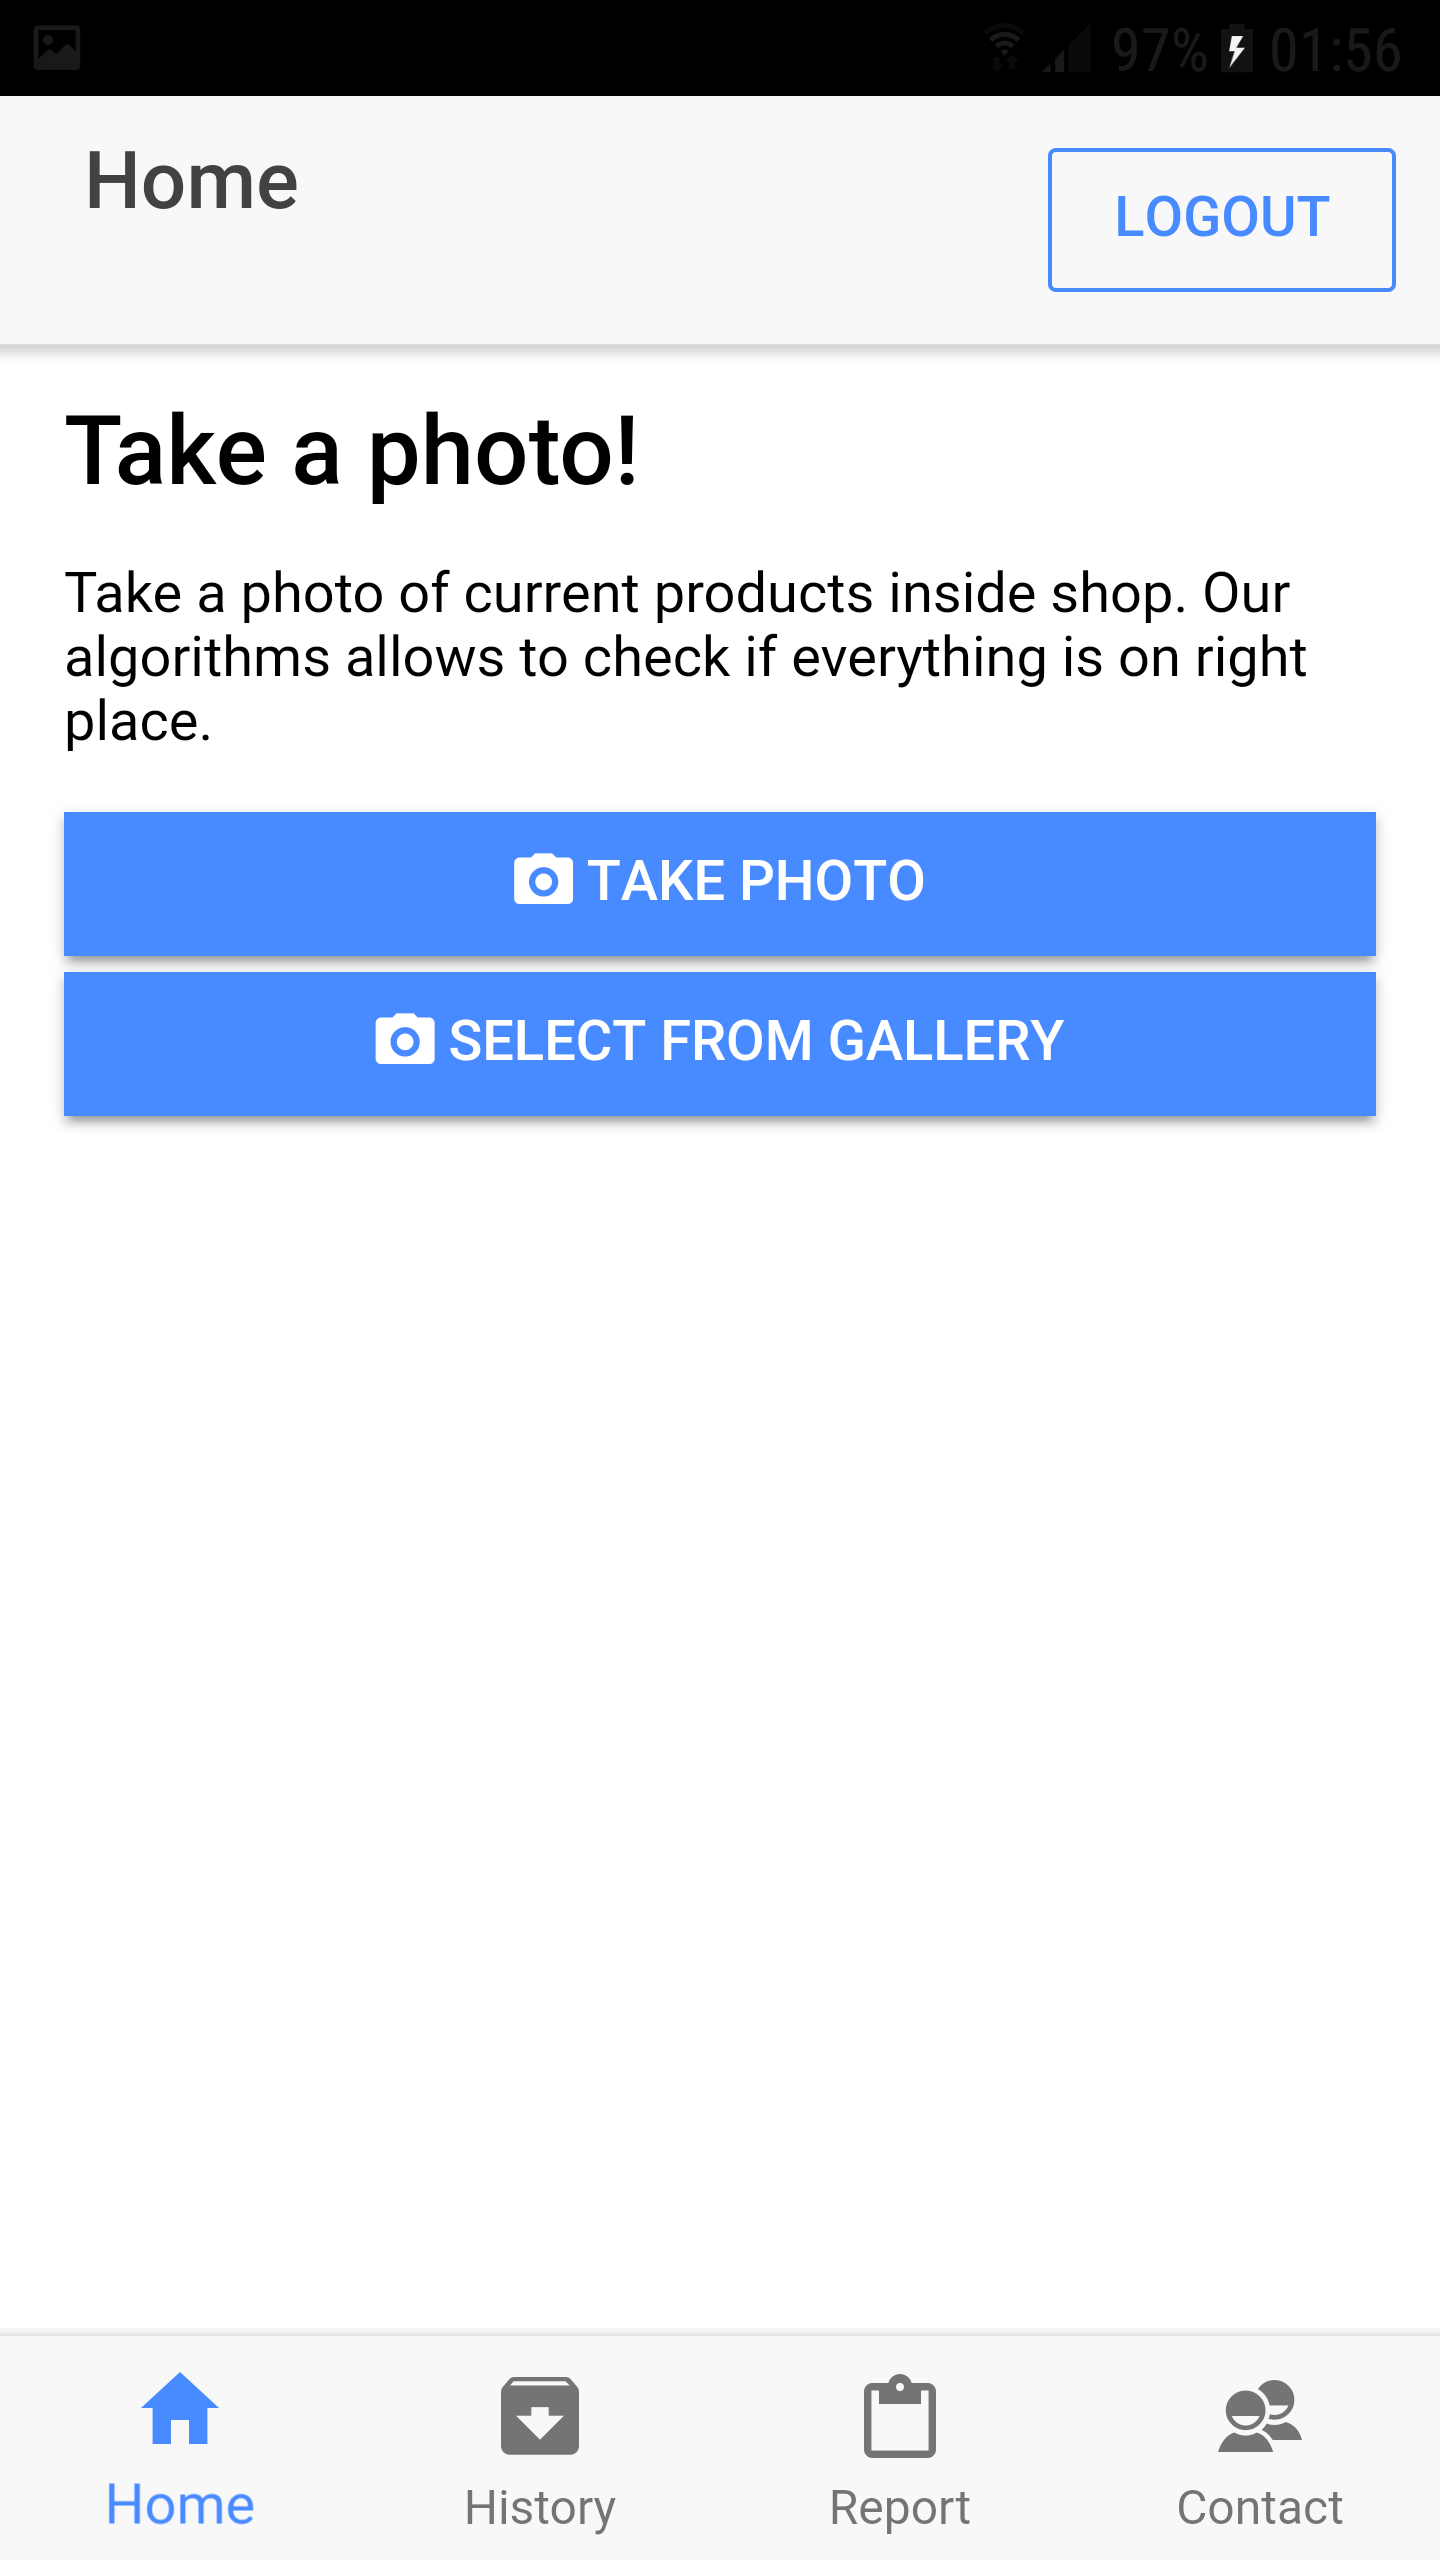 97% 01:56
Home
LOGOUT
Take a photo!
Take a photo of current products inside shop. Our
algorithms allows to check if everything is on right
place.
TAKE PHOTO
SELECT FROM GALLERY
Home History Report Contact